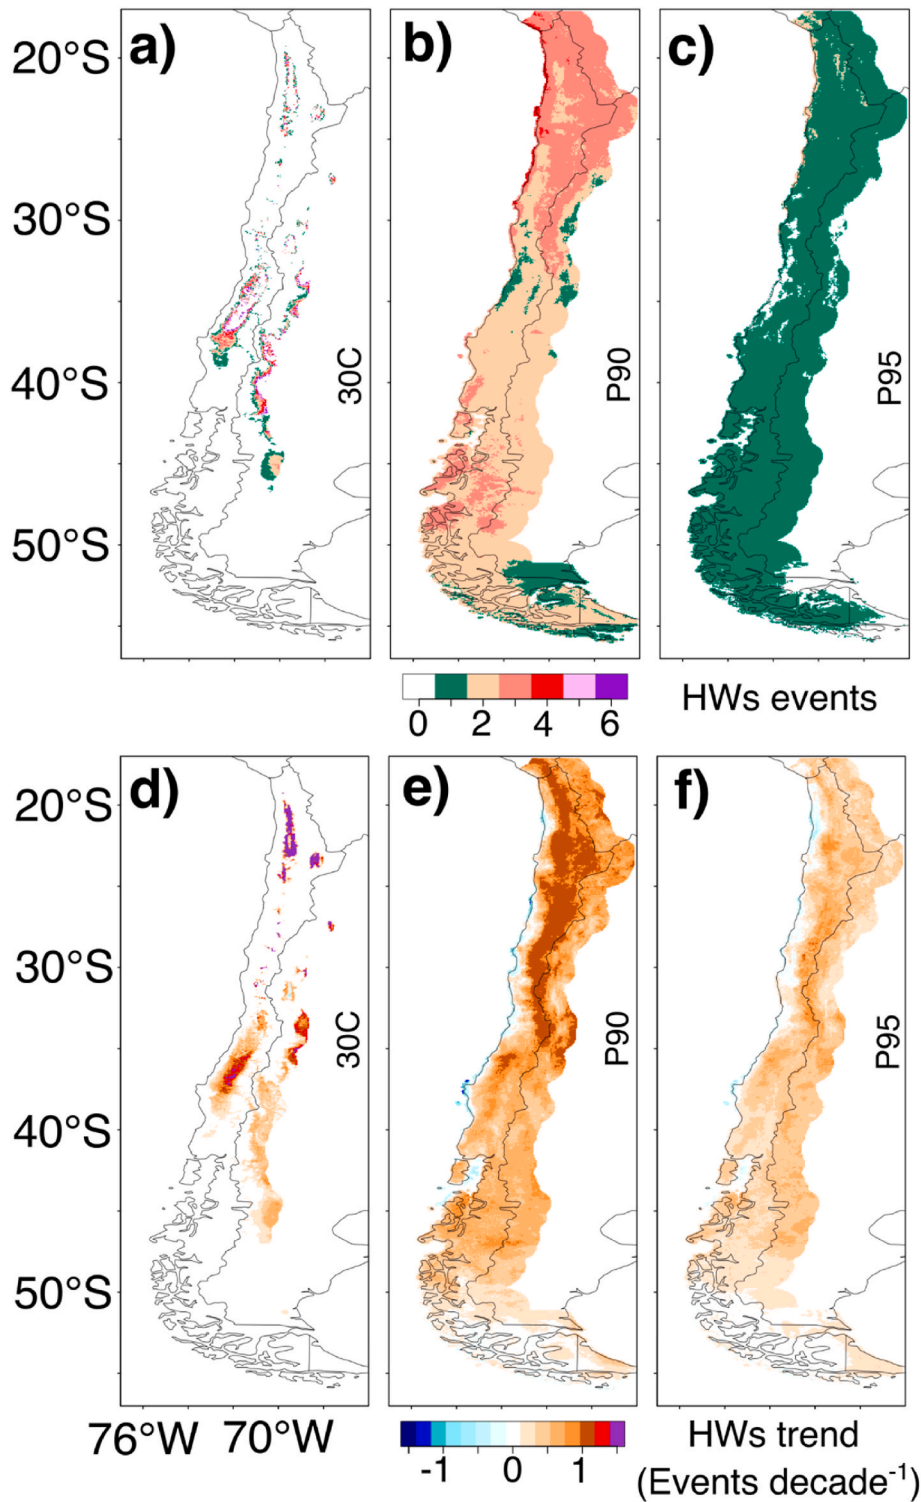 a)
b)
c)
20°S
30°S
40°S
50°S
30C
P90
P95
0 2 4 6
HWs events
d)
e)
f)
20°S
30°S
40°S
50°S
30C
P90
P95
76°W 70°W
-1 0 1
HWs trend
(Events decade⁻¹)